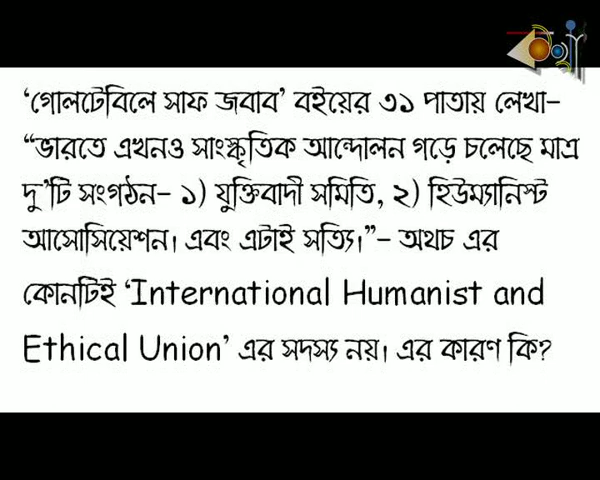 ‘গোলটেবিলে সাফ জবাব’ বইয়ের ৩১ পাতায় লেখা–
“ভারতে এখনও সাংস্কৃতিক আন্দোলন গড়ে চলেছে মাত্র
দু’টি সংগঠন– ১) যুক্তিবাদী সমিতি, ২) হিউম্যানিস্ট
আসোসিয়েশন। এবং এটাই সত্যি।”– অথচ এর
কোনটিই ‘International Humanist and
Ethical Union’ এর সদস্য নয়। এর কারণ কি?